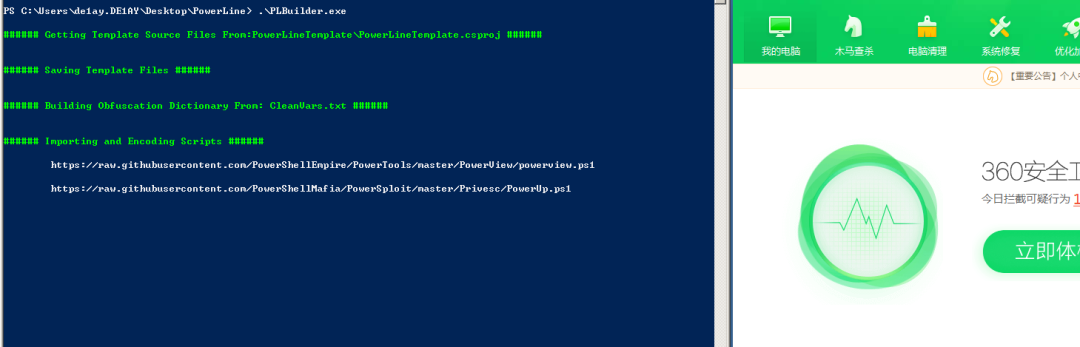 PS C:\Users\de1ay.DE1AY\Desktop\PowerLine> .\PLBuilder.exe
###### Getting Template Source Files From:PowerLineTemplate\PowerLineTemplate.csproj ######
###### Saving Template Files ######
###### Building Obfuscation Dictionary From: CleanVars.txt ######
###### Importing and Encoding Scripts ######
https://raw.githubusercontent.com/PowerShellEmpire/PowerTools/master/PowerView/powerview.ps1
https://raw.githubusercontent.com/PowerShellMafia/PowerSploit/master/Privesc/PowerUp.ps1
我的电脑 木马查杀 电脑清理 系统修复 优化加
【重要公告】个人
360安全
今日拦截可疑行为 1
立即体